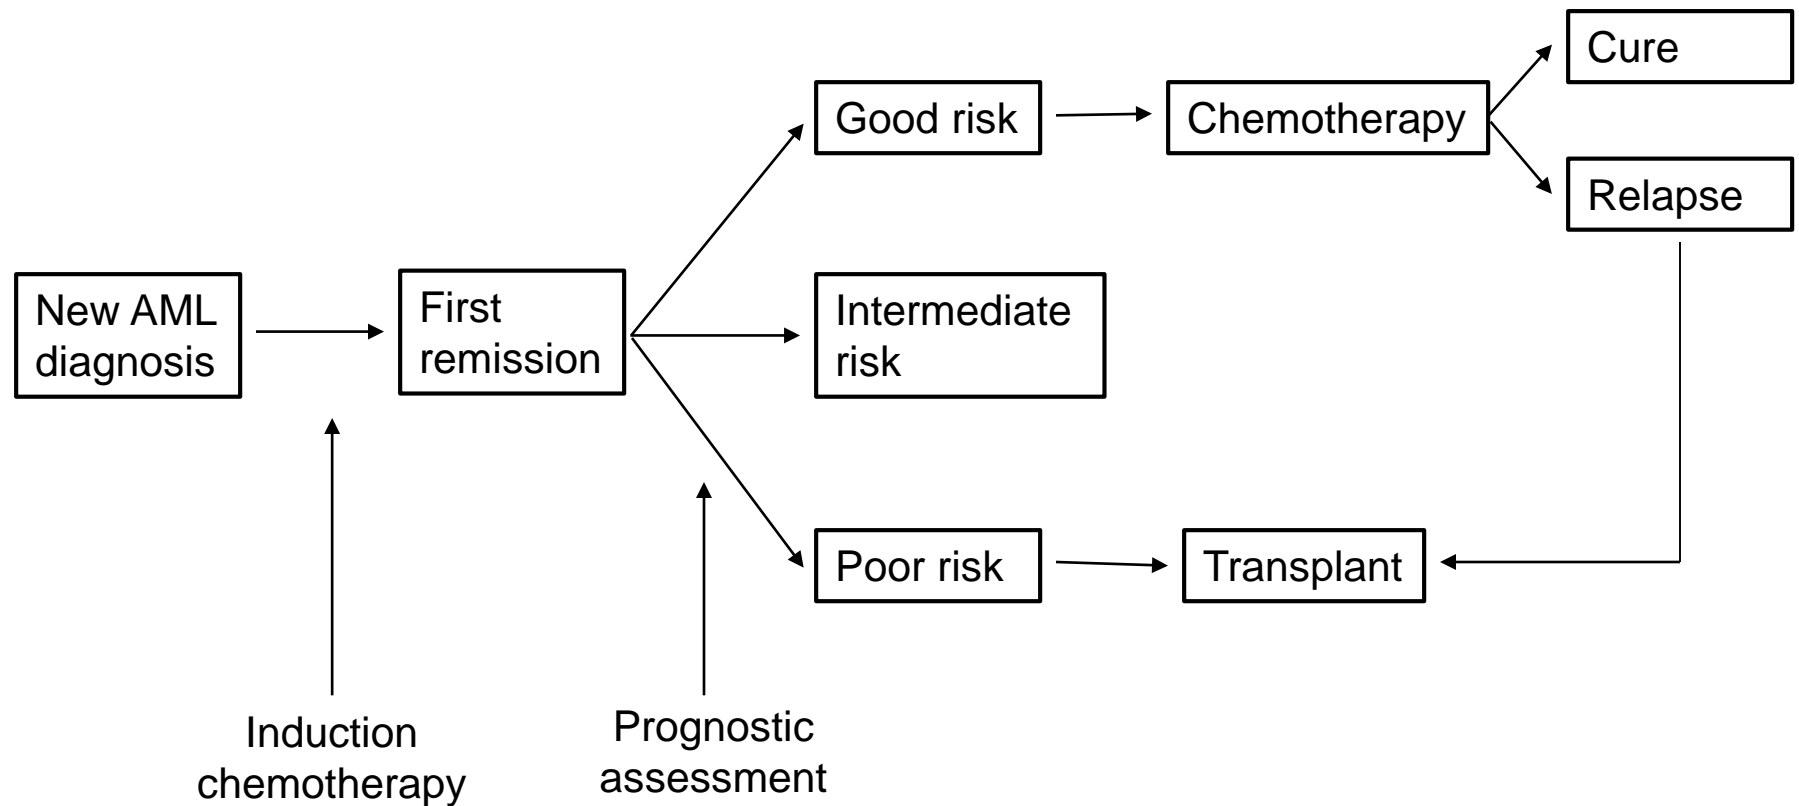 Cure
Good risk
Chemotherapy
Relapse
New AML
diagnosis
First
remission
Intermediate
risk
Poor risk
Transplant
Induction
chemotherapy
Prognostic
assessment